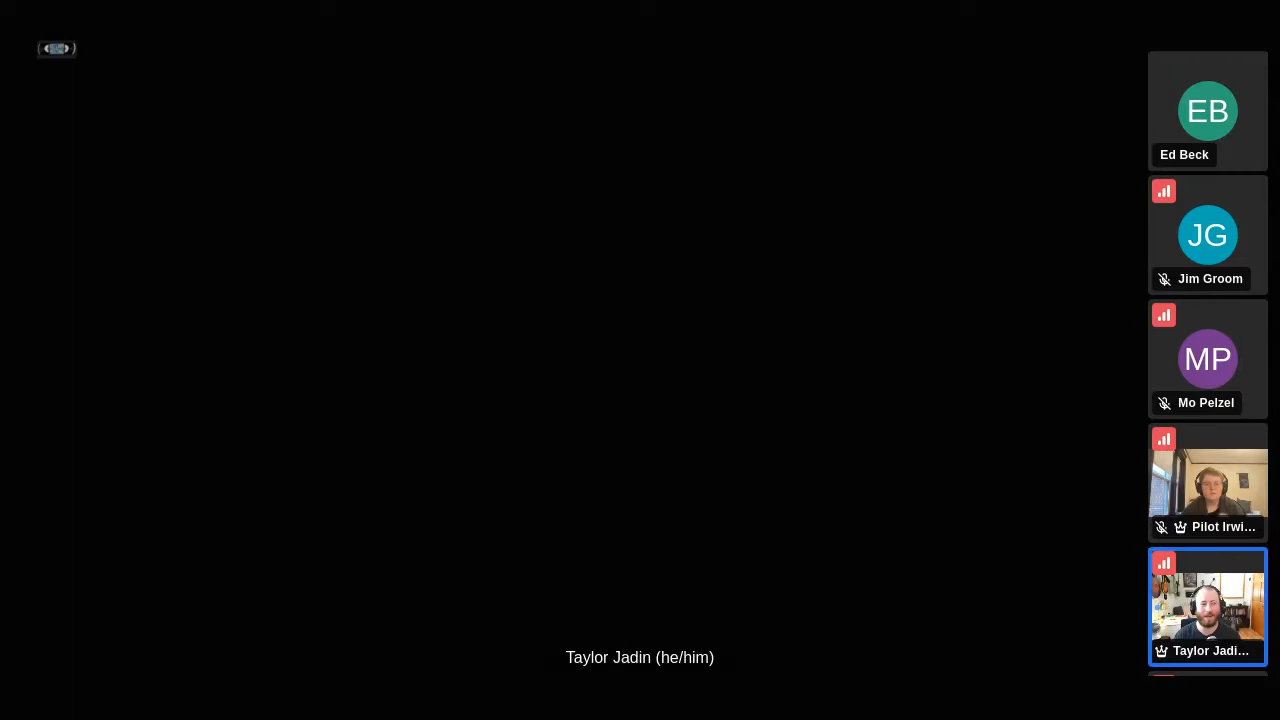 EB
Ed Beck
JG
Jim Groom
MP
Mo Pelzel
Pilot Irwi...
Taylor Jadi...
Taylor Jadin (he/him)